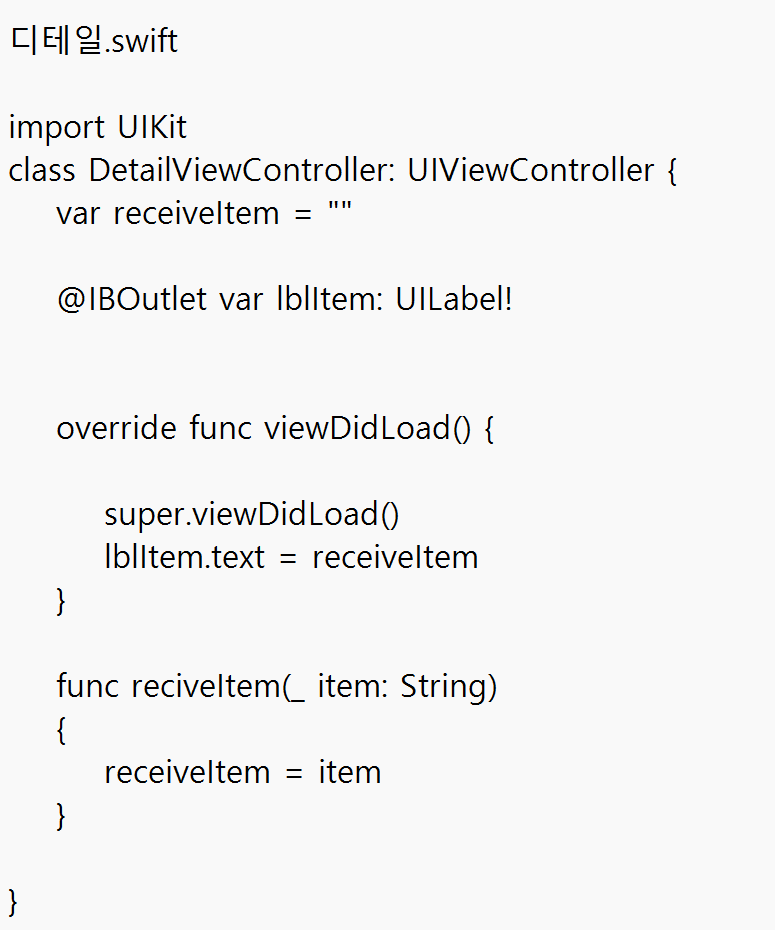 디테일.swift
import UIKit
class DetailViewController: UIViewController {
var receiveItem = ""
@IBOutlet var lblItem: UILabel!
override func viewDidLoad() {
super.viewDidLoad()
lblItem.text = receiveItem
}
func reciveItem(_ item: String)
{
receiveItem = item
}
}